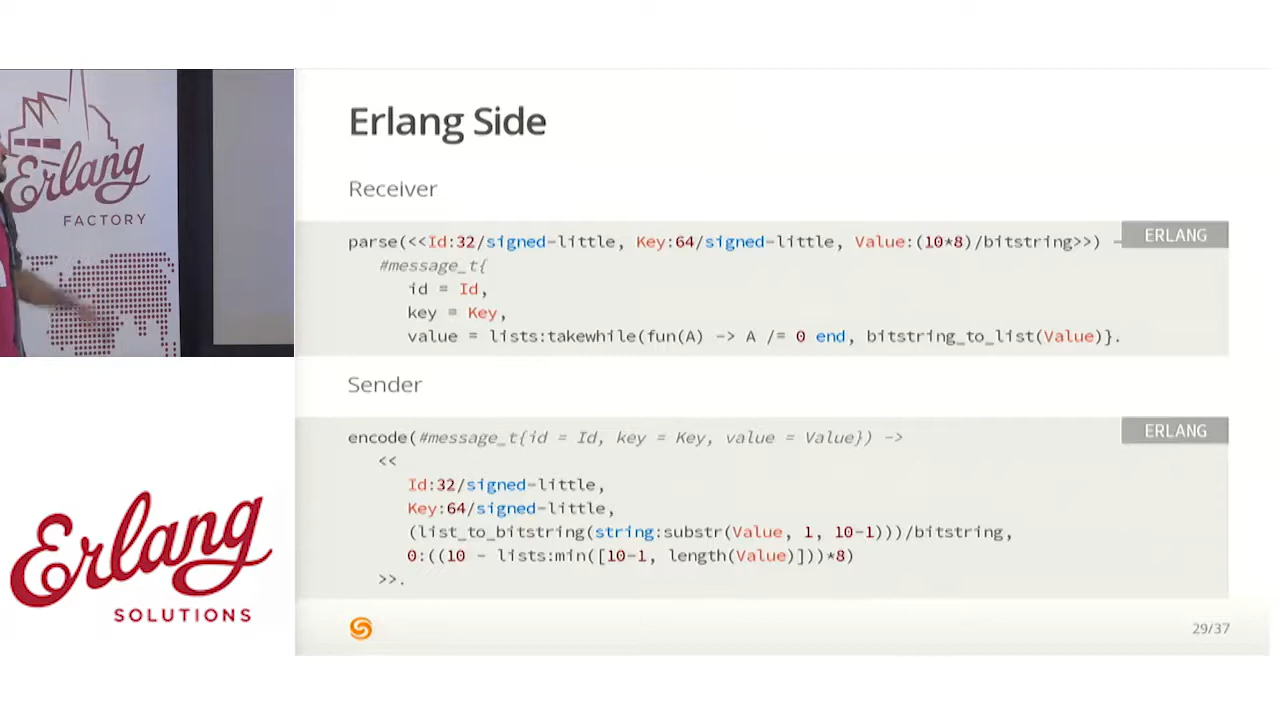 Erlang
FACTORY
Erlang
SOLUTIONS
Erlang Side
Receiver
ERLANG
parse(<<Id:32/signed-little, Key:64/signed-little, Value:(10*8)/bitstring>>) -
#message_t{
id = Id,
key = Key,
value = lists:takewhile(fun(A) -> A /= 0 end, bitstring_to_list(Value)}.
Sender
ERLANG
encode(#message_t{id = Id, key = Key, value = Value}) ->
<<
Id:32/signed-little,
Key:64/signed-little,
(list_to_bitstring(string:substr(Value, 1, 10-1)))/bitstring,
0:((10 - lists:min([10-1, length(Value)]))*8)
>>.
29/37